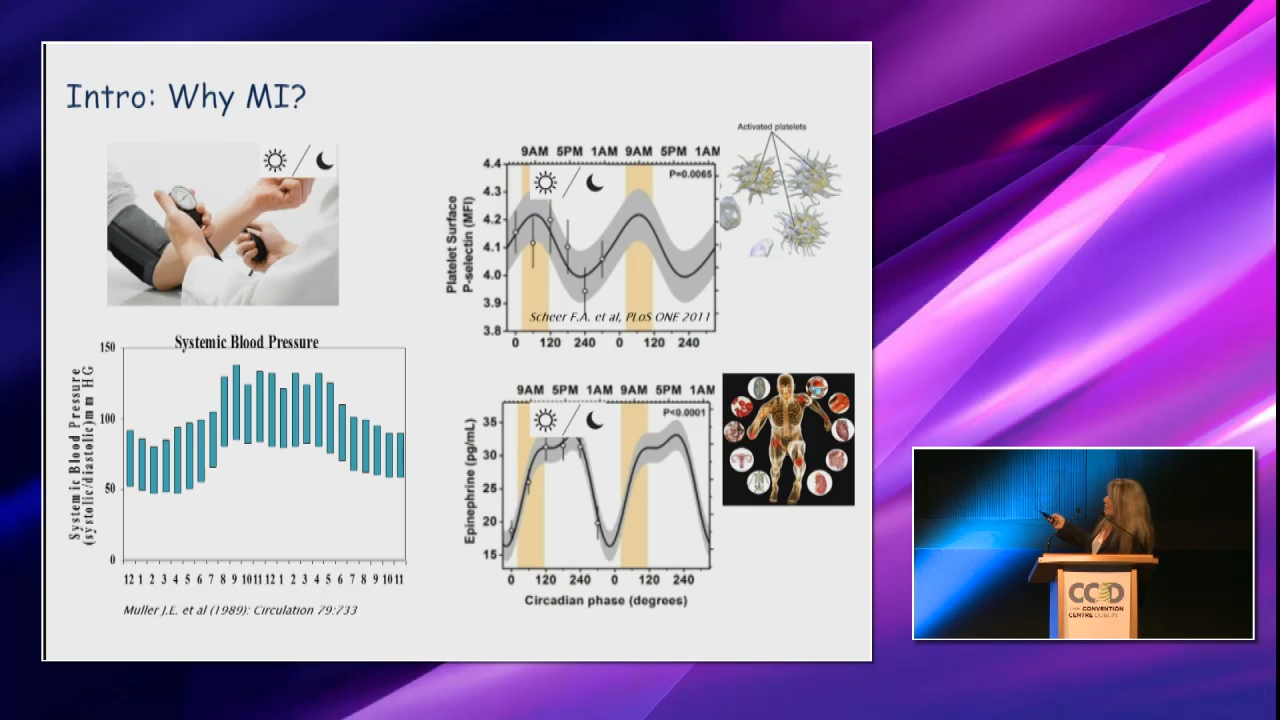 Intro: Why MI?
Systemic Blood Pressure
150
100
50
0
Systemic Blood Pressure
(systolic/diastolic)mm HG
12 1 2 3 4 5 6 7 8 9 10 11 12 1 2 3 4 5 6 7 8 9 10 11
Muller J.E. et al (1989): Circulation 79:733
9AM 5PM 1AM 9AM 5PM 1AM
P=0.0065
4.4
4.3
4.2
4.1
4.0
3.9
3.8
Platelet Surface
P-selectin (MFI)
Scheer F.A. et al, PLoS ONE 2011
0 120 240 0 120 240
Activated platelets
9AM 5PM 1AM 9AM 5PM 1AM
P<0.0001
35
30
25
20
15
Epinephrine (pg/mL)
0 120 240 0 120 240
Circadian phase (degrees)
CCD
THE CONVENTION
CENTRE DUBLIN